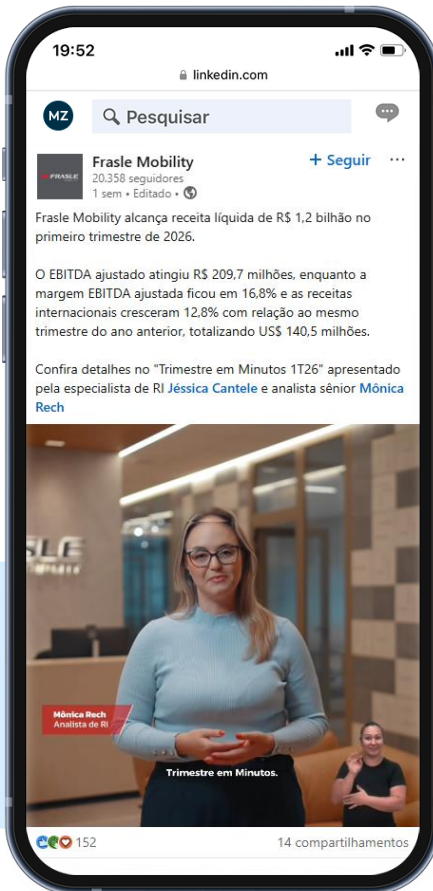 19:52
linkedin.com
MZ
Pesquisar
FRASLE
Frasle Mobility
+ Seguir
20.358 seguidores
1 sem • Editado •
Frasle Mobility alcança receita líquida de R$ 1,2 bilhão no
primeiro trimestre de 2026.
O EBITDA ajustado atingiu R$ 209,7 milhões, enquanto a
margem EBITDA ajustada ficou em 16,8% e as receitas
internacionais cresceram 12,8% com relação ao mesmo
trimestre do ano anterior, totalizando US$ 140,5 milhões.
Confira detalhes no "Trimestre em Minutos 1T26" apresentado
pela especialista de RI Jéssica Cantele e analista sênior Mônica
Rech
SLE
Mônica Rech
Analista de RI
Trimestre em Minutos.
152
14 compartilhamentos